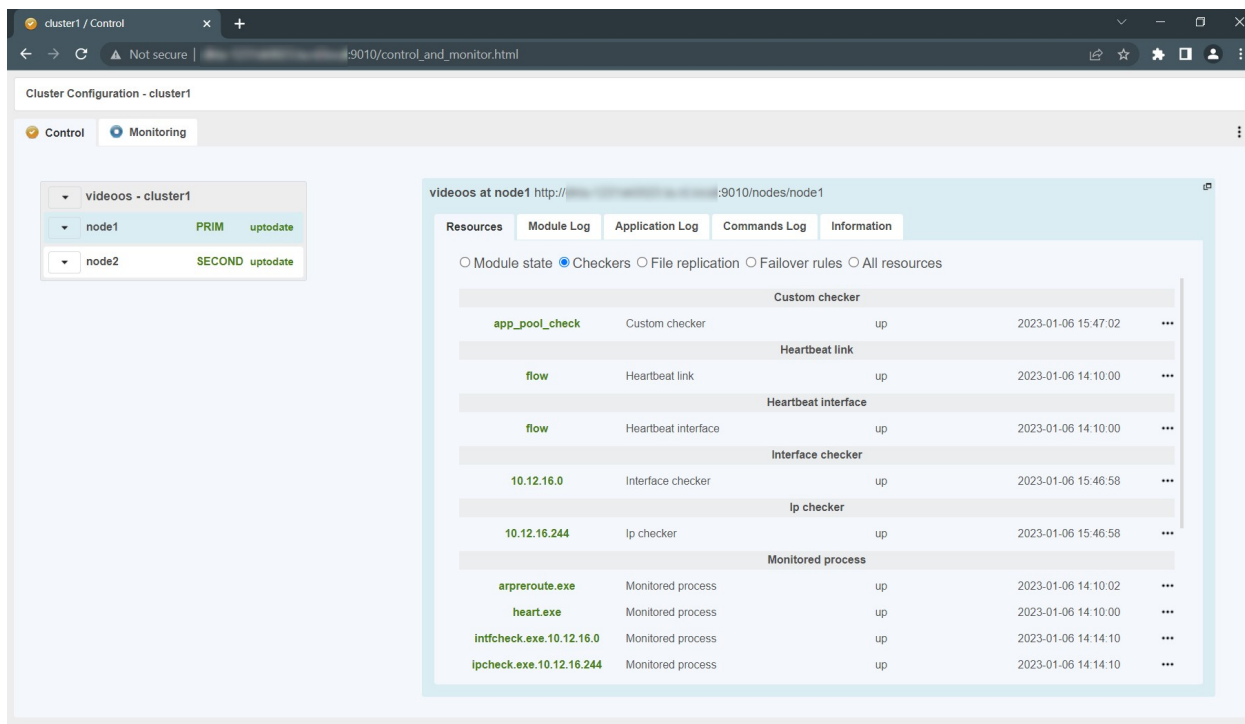 cluster1 / Control
Not secure | :9010/control_and_monitor.html
Cluster Configuration - cluster1
Control Monitoring
videoos - cluster1
node1 PRIM uptodate
node2 SECOND uptodate
videoos at node1 http:// :9010/nodes/node1
Resources Module Log Application Log Commands Log Information
Module state Checkers File replication Failover rules All resources
Custom checker
app_pool_check Custom checker up 2023-01-06 15:47:02
Heartbeat link
flow Heartbeat link up 2023-01-06 14:10:00
Heartbeat interface
flow Heartbeat interface up 2023-01-06 14:10:00
Interface checker
10.12.16.0 Interface checker up 2023-01-06 15:46:58
Ip checker
10.12.16.244 Ip checker up 2023-01-06 15:46:58
Monitored process
arpreroute.exe Monitored process up 2023-01-06 14:10:02
heart.exe Monitored process up 2023-01-06 14:10:00
intfcheck.exe.10.12.16.0 Monitored process up 2023-01-06 14:14:10
ipcheck.exe.10.12.16.244 Monitored process up 2023-01-06 14:14:10